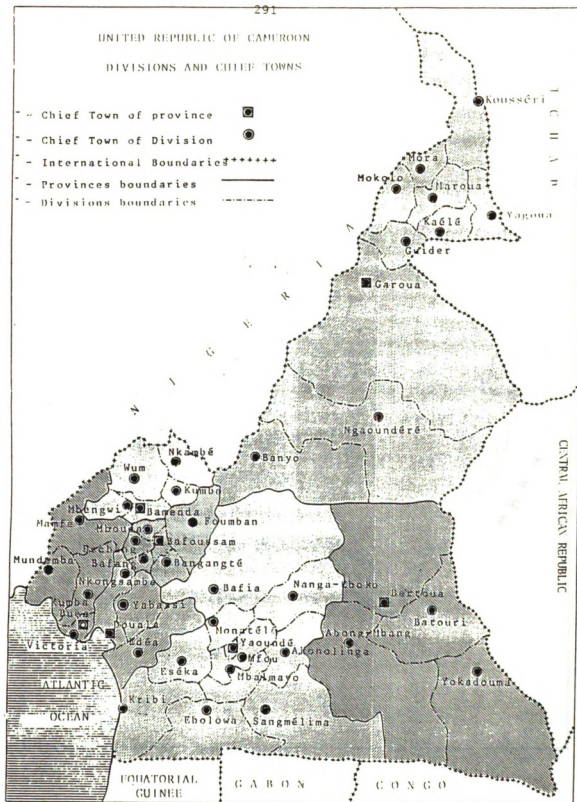 291
UNITED REPUBLIC OF CAMEROON
DIVISIONS AND CHIEF TOWNS
- Chief Town of province
- Chief Town of Division
- International Boundaries
- Provinces boundaries
- Divisions boundaries
TCHAD
Kousséri
Mora
Mokolo
Maroua
Yagoua
Kaélé
Gwider
Garoua
NIGERIA
Ngaoundéré
Banyo
CENTRAL AFRICAN REPUBLIC
Nkambé
Wum
Kumbo
Mbengwi
Bamenda
Mamfe
Foumban
Mbouda
Dschang
Bafoussam
Mundemba
Bafang
Bangangté
Nkongsamba
Bafia
Nanga-Eboko
Bertoua
Kumba
Yabassi
Batouri
Buea
Douala
Monatélé
Yaoundé
Abong-Mbang
Victoria
Edéa
Mfou
Akonolinga
Eséka
Mbalmayo
Yokadouma
ATLANTIC
OCEAN
Kribi
Ebolowa
Sangmélima
EQUATORIAL
GUINEE
GABON
CONGO